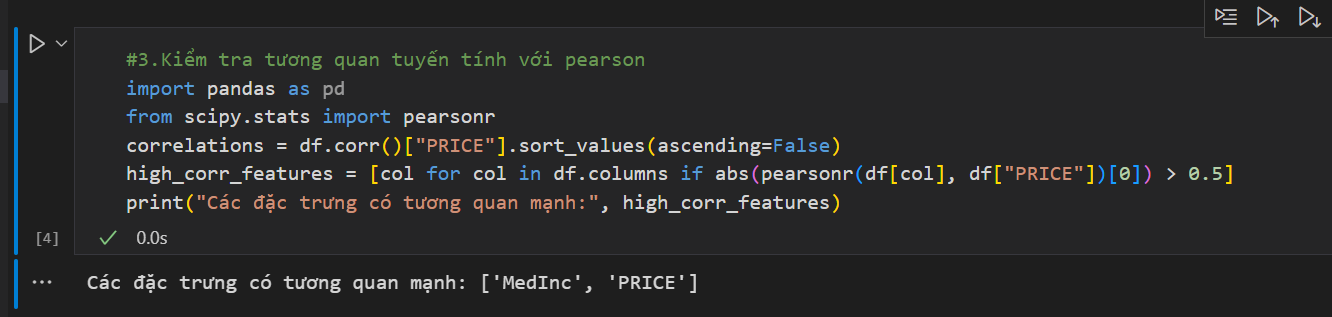 #3.Kiểm tra tương quan tuyến tính với pearson
import pandas as pd
from scipy.stats import pearsonr
correlations = df.corr()["PRICE"].sort_values(ascending=False)
high_corr_features = [col for col in df.columns if abs(pearsonr(df[col], df["PRICE"])[0]) > 0.5]
print("Các đặc trưng có tương quan mạnh:", high_corr_features)
[4] 0.0s
Các đặc trưng có tương quan mạnh: ['MedInc', 'PRICE']